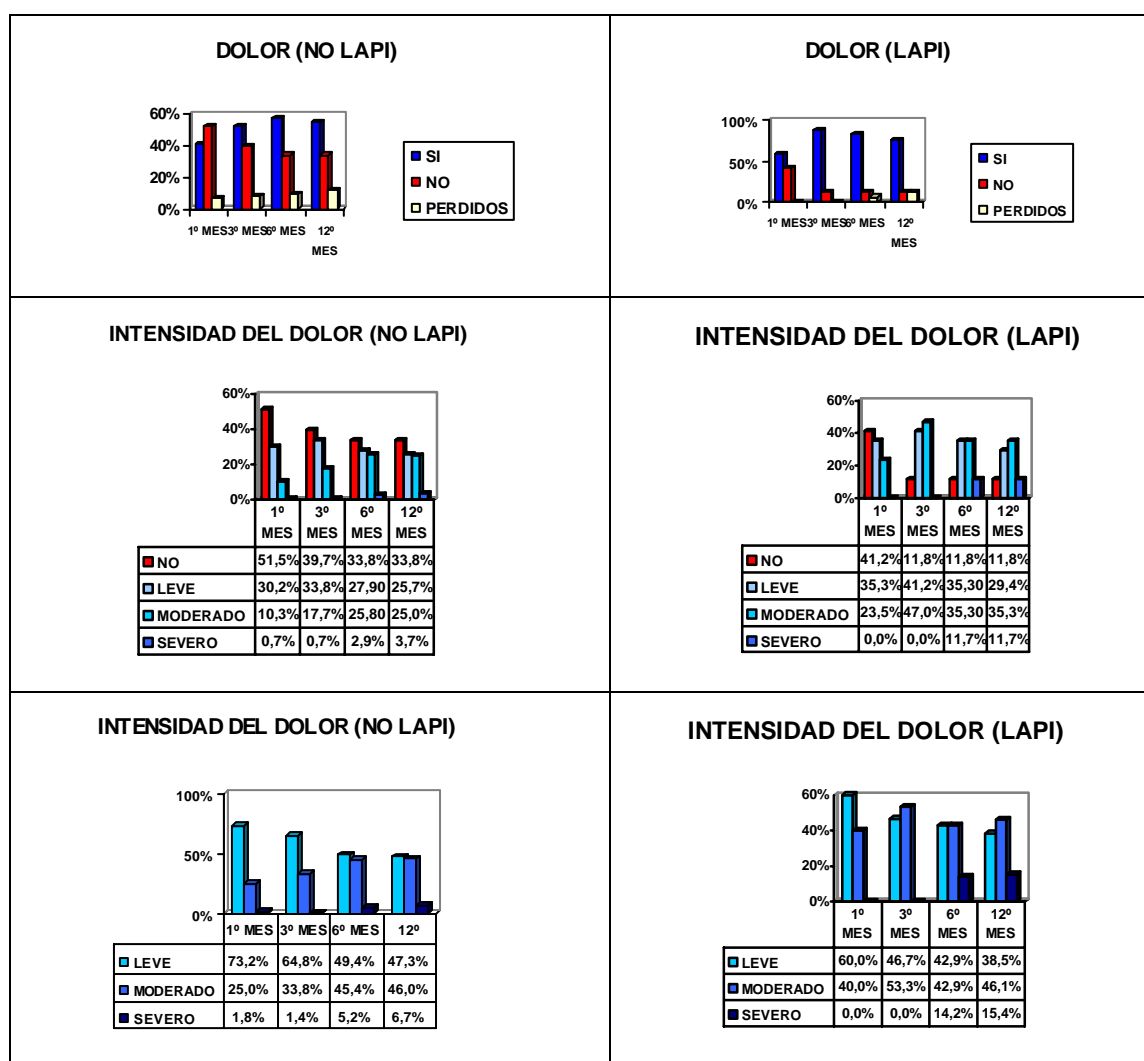 DOLOR (NO LAPI)
60%
40%
20%
0%
1º MES 3º MES 6º MES 12º
MES
SI
NO
PERDIDOS
DOLOR (LAPI)
100%
50%
0%
1º MES 3º MES 6º MES 12º
MES
SI
NO
PERDIDOS
INTENSIDAD DEL DOLOR (NO LAPI)
60%
40%
20%
0%
1º 3º 6º 12º
MES MES MES MES
NO 51,5% 39,7% 33,8% 33,8%
LEVE 30,2% 33,8% 27,90 25,7%
MODERADO 10,3% 17,7% 25,80 25,0%
SEVERO 0,7% 0,7% 2,9% 3,7%
INTENSIDAD DEL DOLOR (LAPI)
60%
40%
20%
0%
1º 3º 6º 12º
MES MES MES MES
NO 41,2% 11,8% 11,8% 11,8%
LEVE 35,3% 41,2% 35,30 29,4%
MODERADO 23,5% 47,0% 35,30 35,3%
SEVERO 0,0% 0,0% 11,7% 11,7%
INTENSIDAD DEL DOLOR (NO LAPI)
100%
50%
0%
1º MES 3º MES 6º MES 12º
LEVE 73,2% 64,8% 49,4% 47,3%
MODERADO 25,0% 33,8% 45,4% 46,0%
SEVERO 1,8% 1,4% 5,2% 6,7%
INTENSIDAD DEL DOLOR (LAPI)
60%
40%
20%
0%
1º 3º 6º 12º
MES MES MES MES
LEVE 60,0% 46,7% 42,9% 38,5%
MODERADO 40,0% 53,3% 42,9% 46,1%
SEVERO 0,0% 0,0% 14,2% 15,4%